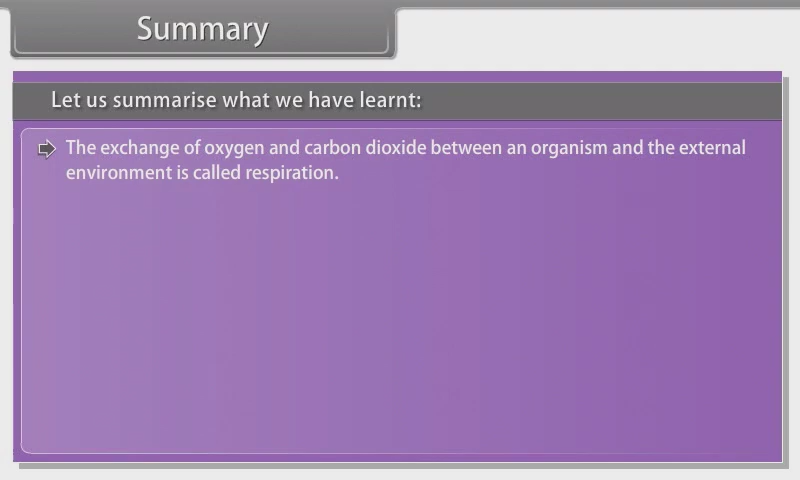 Summary
Let us summarise what we have learnt:
The exchange of oxygen and carbon dioxide between an organism and the external
environment is called respiration.